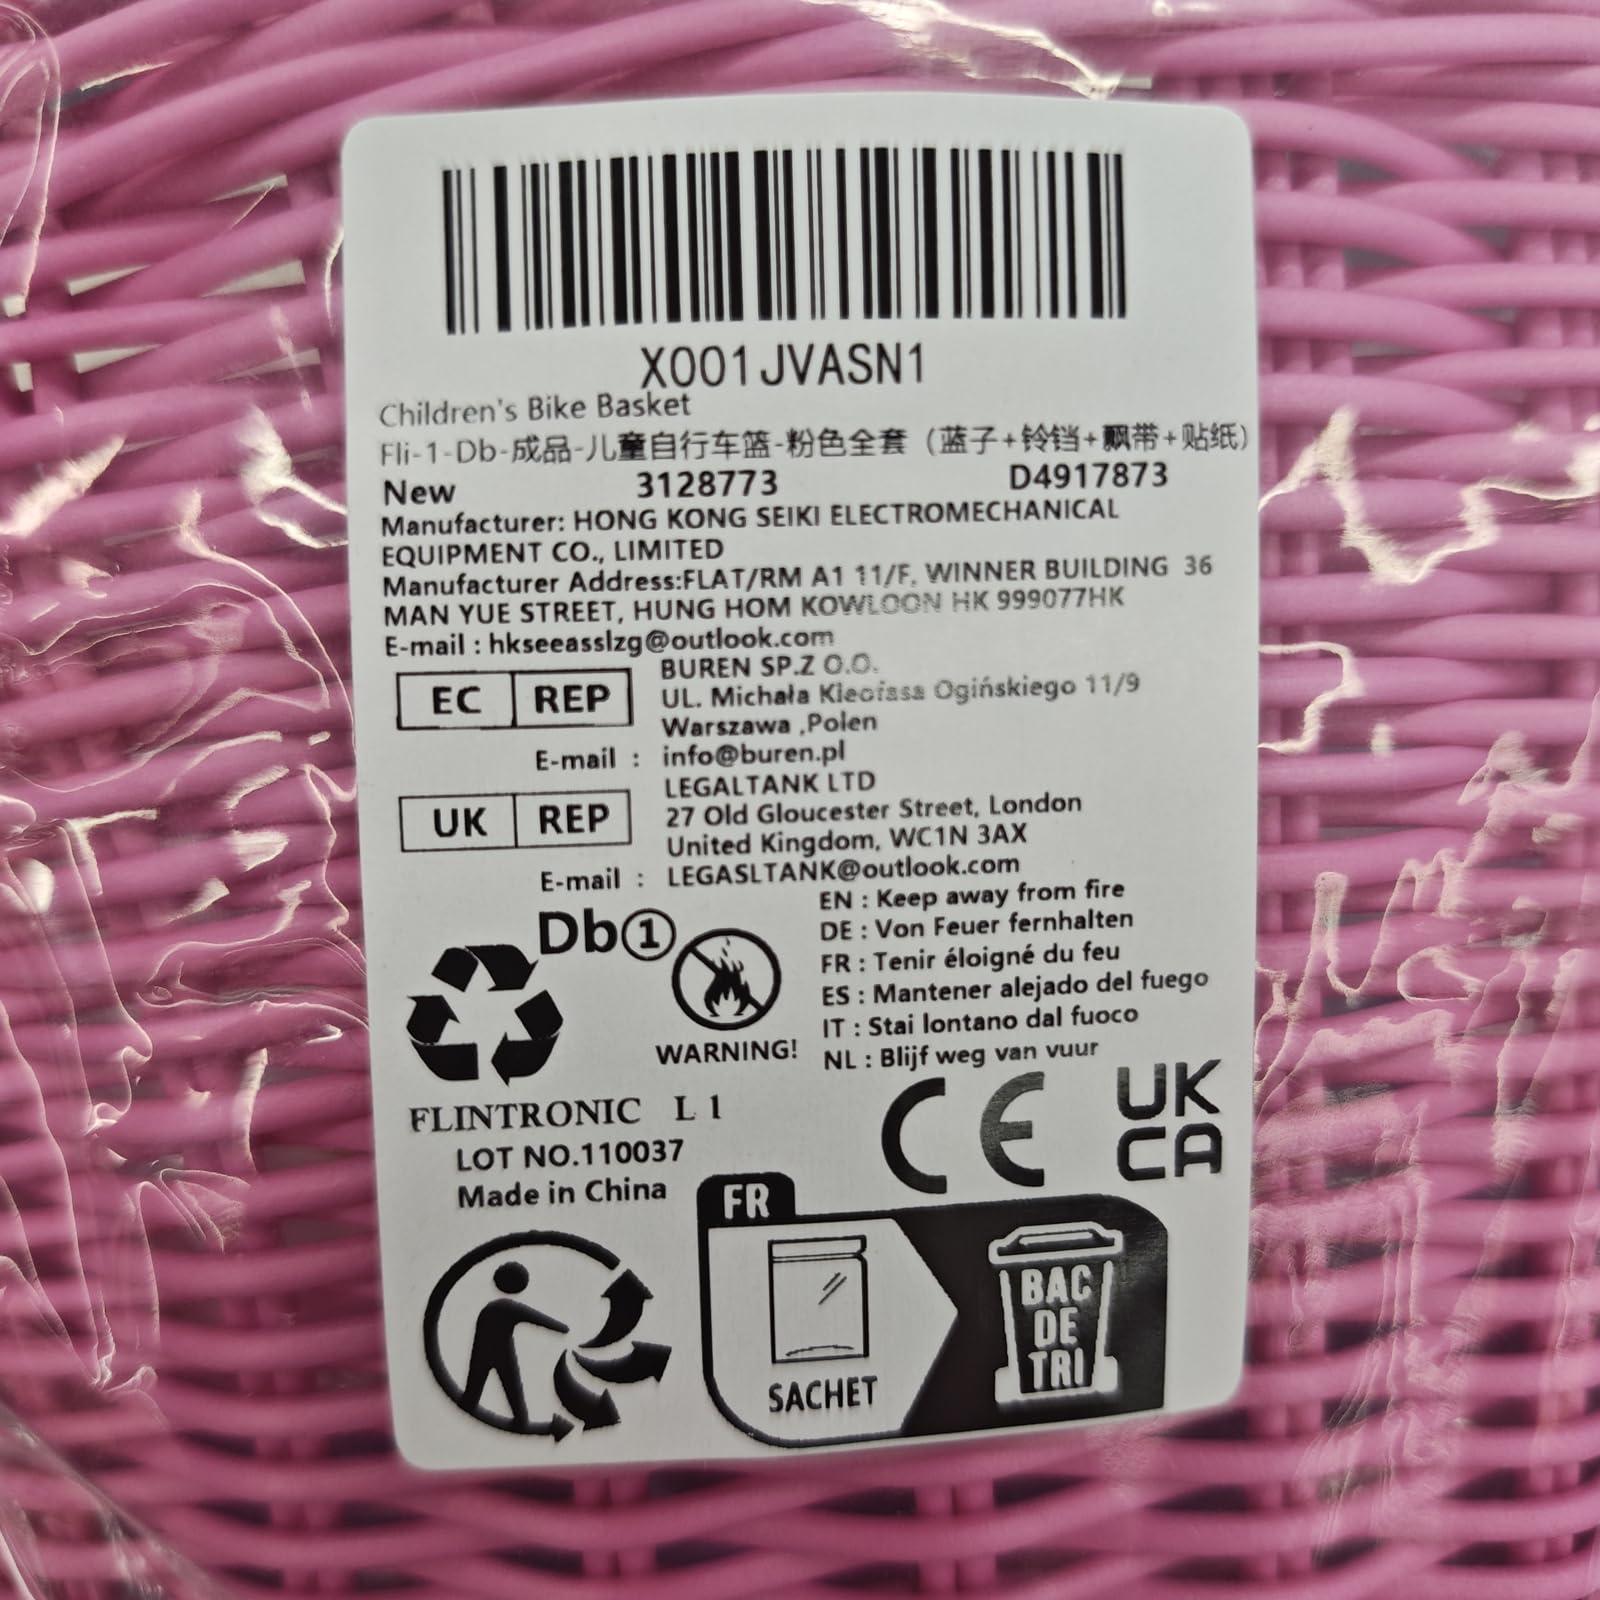 X001JVASN1
Children's Bike Basket
Fli-1-Db-成品-儿童自行车篮-粉色全套（蓝子+铃铛+飘带+贴纸）
New 3128773 D4917873
Manufacturer: HONG KONG SEIKI ELECTROMECHANICAL
EQUIPMENT CO., LIMITED
Manufacturer Address:FLAT/RM A1 11/F, WINNER BUILDING 36
MAN YUE STREET, HUNG HOM KOWLOON HK 999077HK
E-mail : hkseeasslzg@outlook.com
EC REP
BUREN SP.Z O.O.
UL. Michała Kleofasa Ogińskiego 11/9
Warszawa ,Polen
E-mail : info@buren.pl
UK REP
LEGALTANK LTD
27 Old Gloucester Street, London
United Kingdom, WC1N 3AX
E-mail : LEGASLTANK@outlook.com
Db①
WARNING!
EN : Keep away from fire
DE : Von Feuer fernhalten
FR : Tenir éloigné du feu
ES : Mantener alejado del fuego
IT : Stai lontano dal fuoco
NL : Blijf weg van vuur
FLINTRONIC L 1
LOT NO.110037
Made in China
CE
UK
CA
FR
SACHET
BAC
DE
TRI